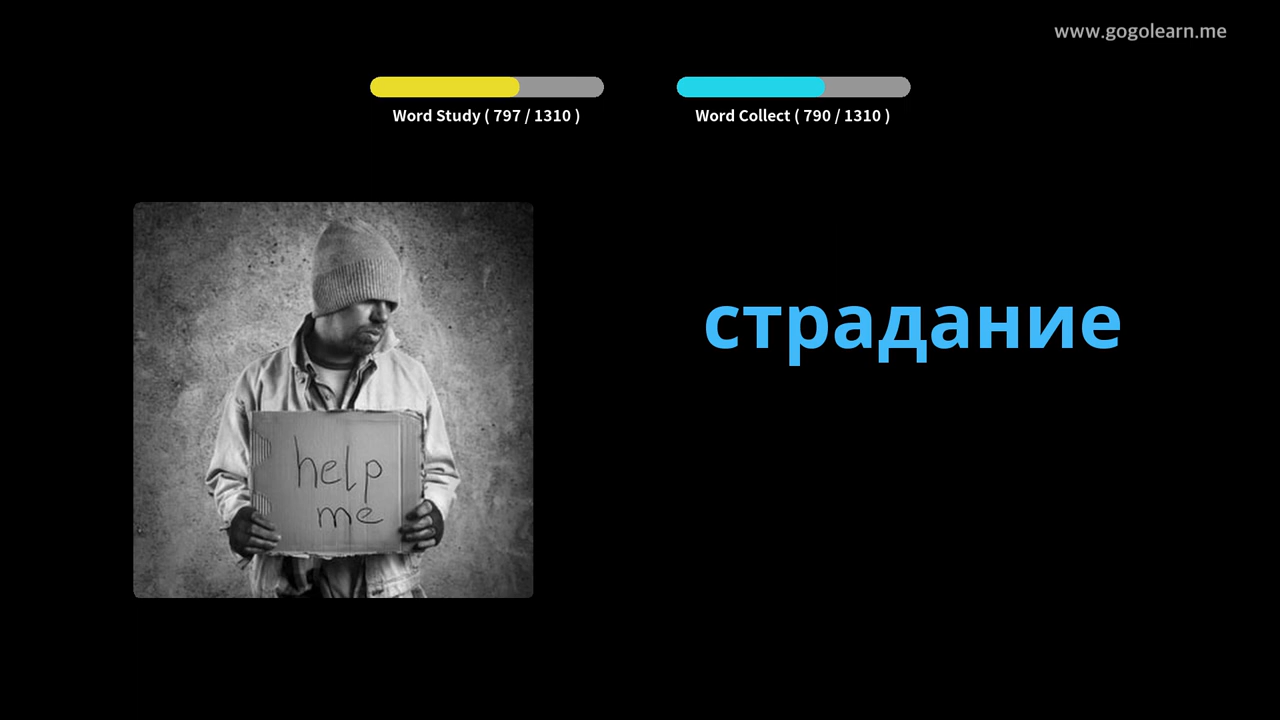 www.gogolearn.me
Word Study ( 797 / 1310 )
Word Collect ( 790 / 1310 )
страдание
help
me